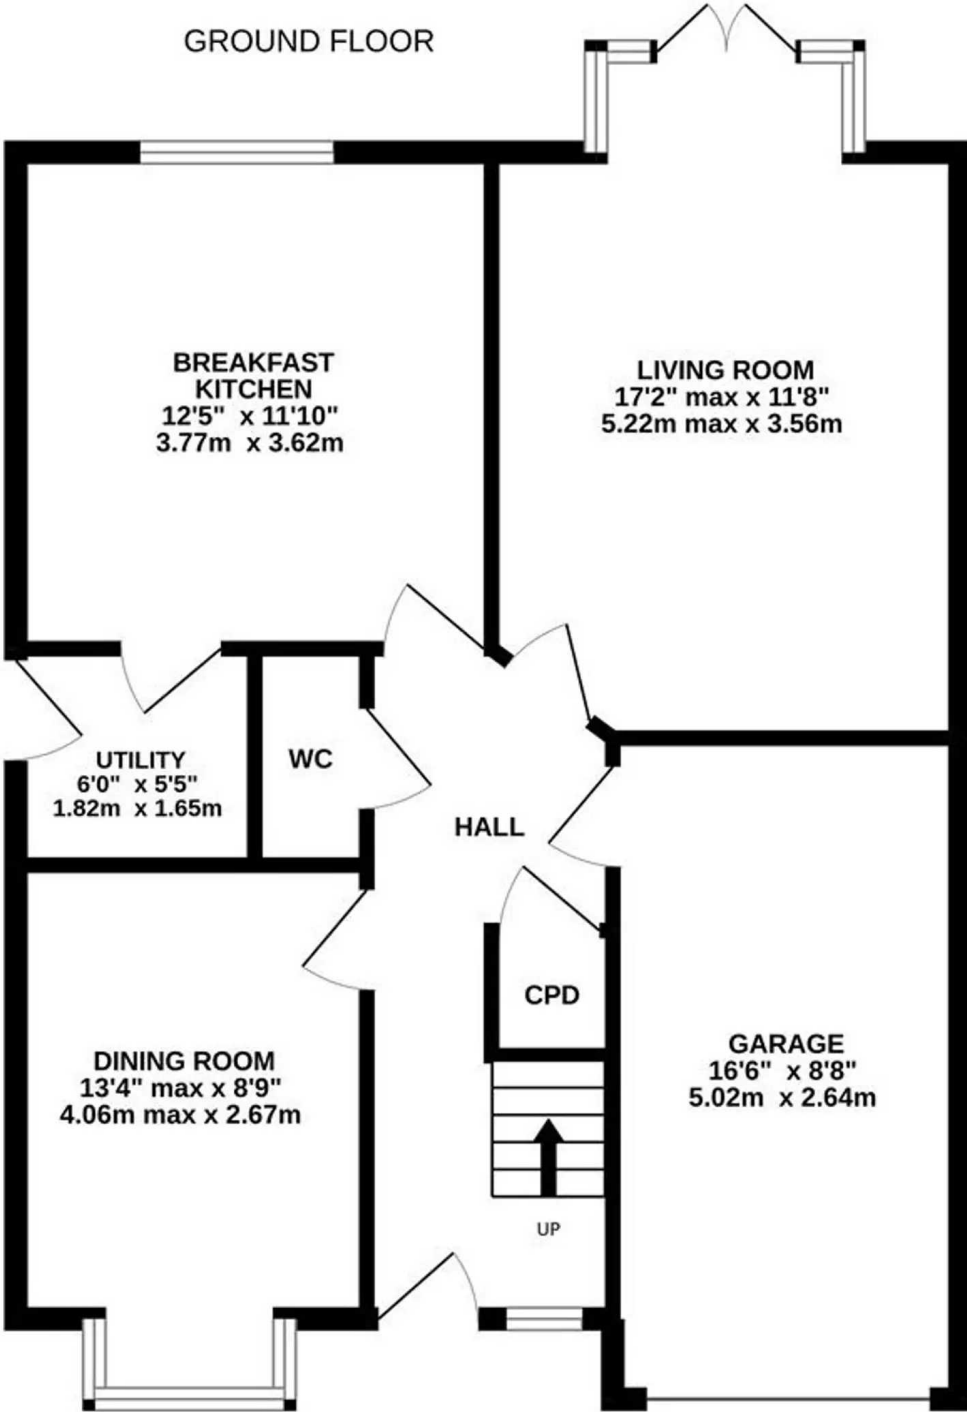 GROUND FLOOR
BREAKFAST
KITCHEN
12'5" x 11'10"
3.77m x 3.62m
LIVING ROOM
17'2" max x 11'8"
5.22m max x 3.56m
UTILITY
6'0" x 5'5"
1.82m x 1.65m
WC
HALL
CPD
DINING ROOM
13'4" max x 8'9"
4.06m max x 2.67m
GARAGE
16'6" x 8'8"
5.02m x 2.64m
UP